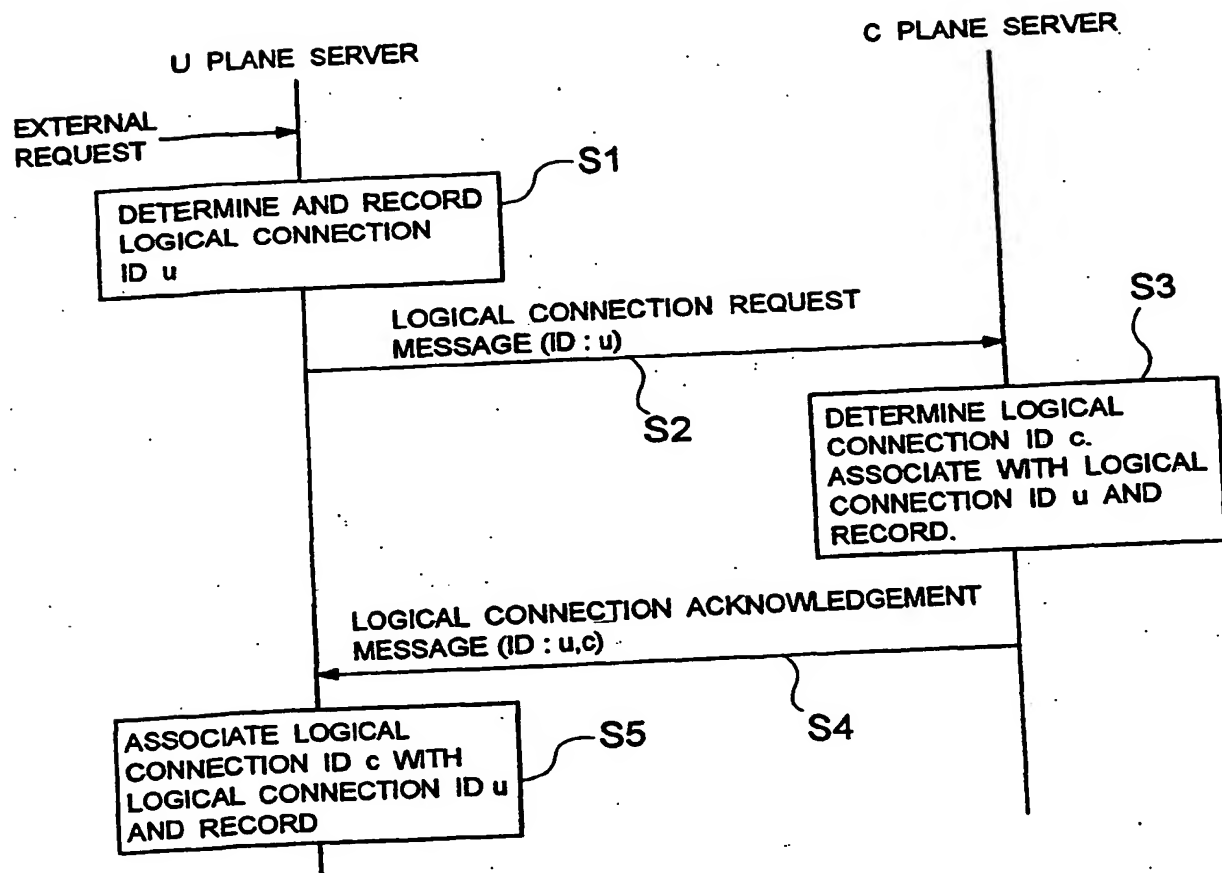 U PLANE SERVER
C PLANE SERVER
EXTERNAL
REQUEST
S1
DETERMINE AND RECORD
LOGICAL CONNECTION
ID u
LOGICAL CONNECTION REQUEST
MESSAGE (ID : u)
S2
S3
DETERMINE LOGICAL
CONNECTION ID c.
ASSOCIATE WITH LOGICAL
CONNECTION ID u AND
RECORD.
LOGICAL CONNECTION ACKNOWLEDGEMENT
MESSAGE (ID : u,c)
S4
S5
ASSOCIATE LOGICAL
CONNECTION ID c WITH
LOGICAL CONNECTION ID u
AND RECORD